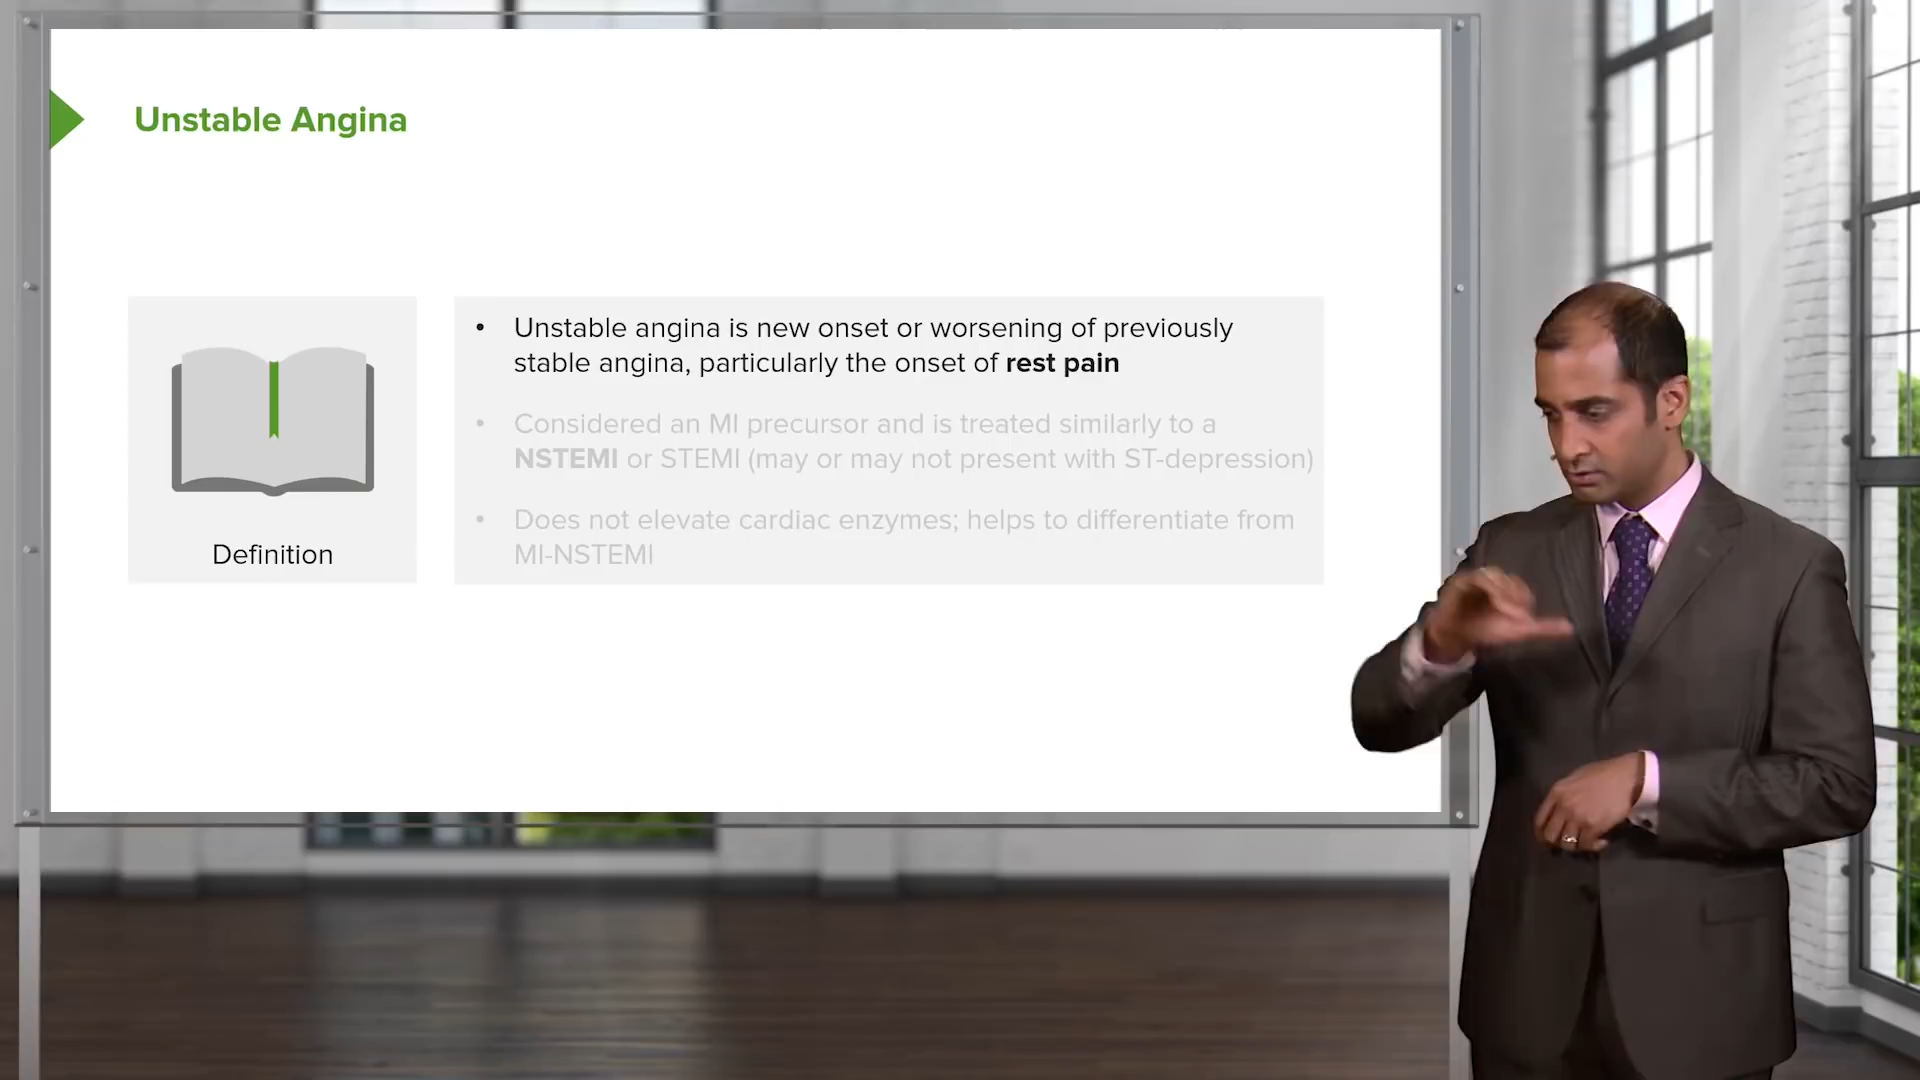 Unstable Angina
Definition
• Unstable angina is new onset or worsening of previously
stable angina, particularly the onset of rest pain
• Considered an MI precursor and is treated similarly to a
NSTEMI or STEMI (may or may not present with ST-depression)
• Does not elevate cardiac enzymes; helps to differentiate from
MI-NSTEMI